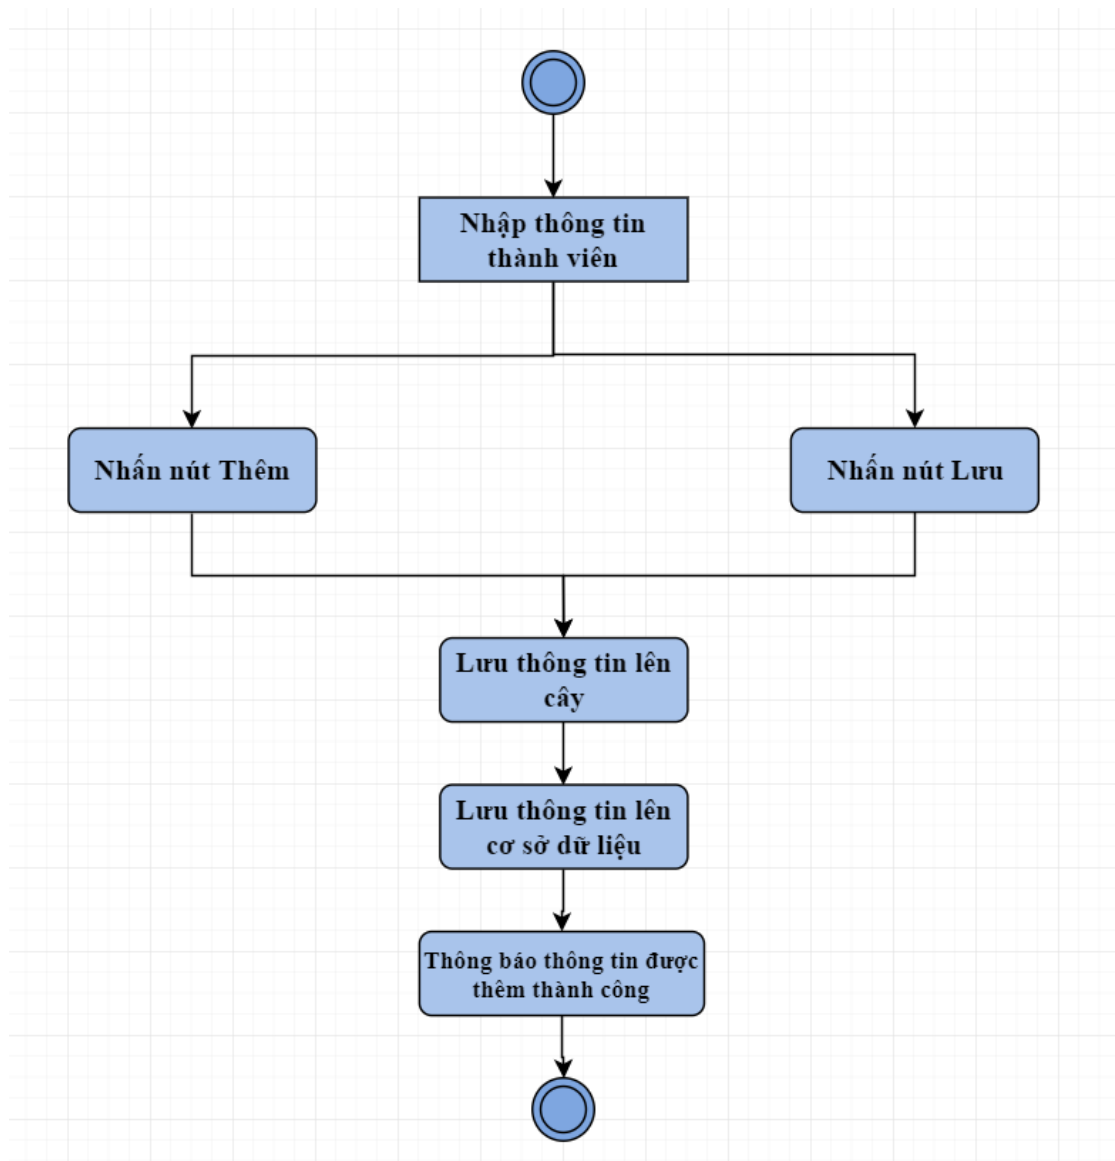 Nhập thông tin
thành viên
Nhấn nút Thêm
Nhấn nút Lưu
Lưu thông tin lên
cây
Lưu thông tin lên
cơ sở dữ liệu
Thông báo thông tin được
thêm thành công